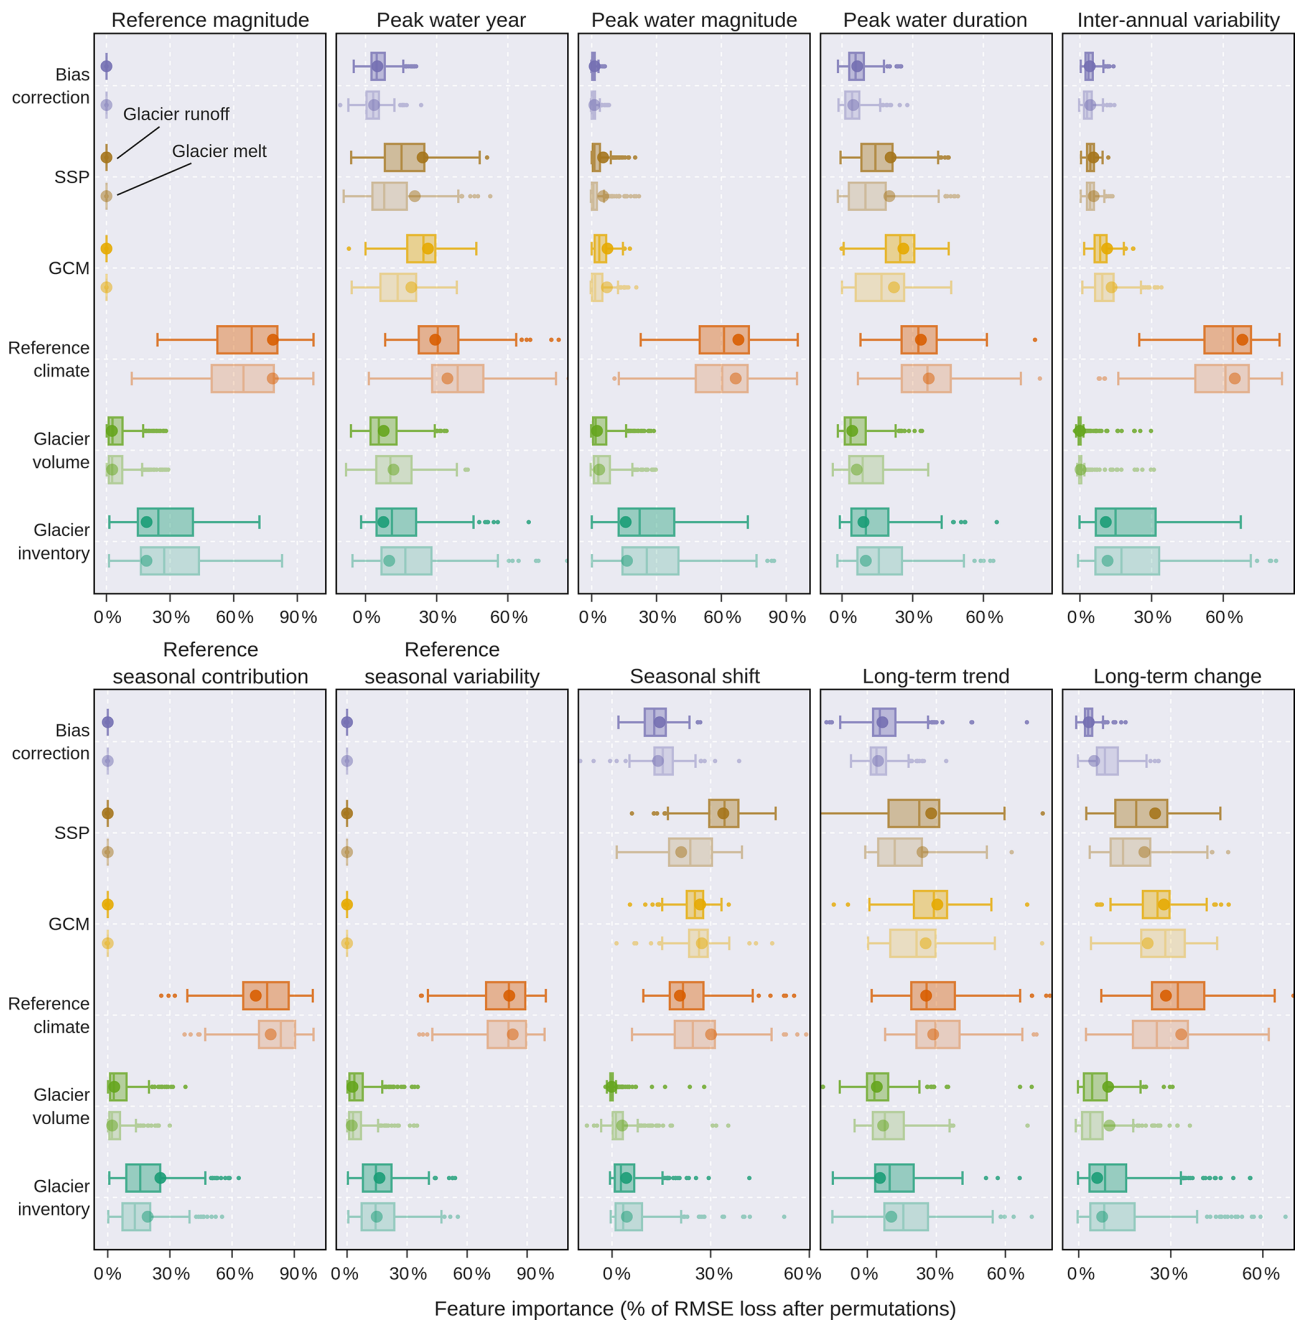 Reference magnitude
Peak water year
Peak water magnitude
Peak water duration
Inter-annual variability
Bias
correction
Glacier runoff
Glacier melt
SSP
GCM
Reference
climate
Glacier
volume
Glacier
inventory
0% 30% 60% 90%
0% 30% 60%
0% 30% 60% 90%
0% 30% 60%
0% 30% 60%
Reference
seasonal contribution
Reference
seasonal variability
Seasonal shift
Long-term trend
Long-term change
Bias
correction
SSP
GCM
Reference
climate
Glacier
volume
Glacier
inventory
0% 30% 60% 90%
0% 30% 60% 90%
0% 30% 60%
0% 30% 60%
0% 30% 60%
Feature importance (% of RMSE loss after permutations)